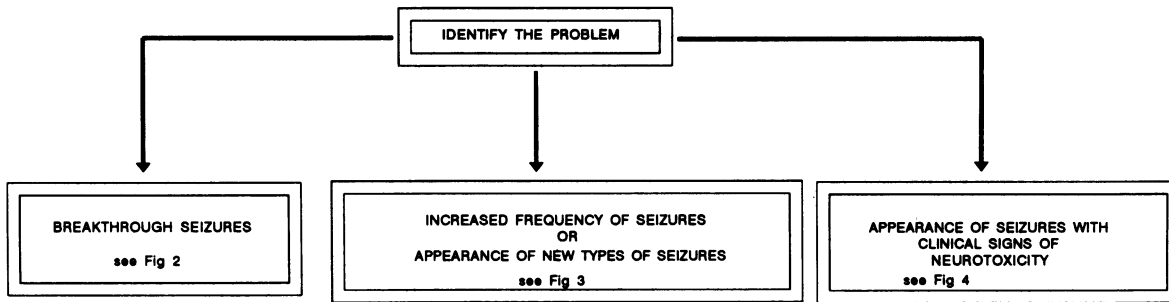 IDENTIFY THE PROBLEM
BREAKTHROUGH SEIZURES
see Fig 2
INCREASED FREQUENCY OF SEIZURES
OR
APPEARANCE OF NEW TYPES OF SEIZURES
see Fig 3
APPEARANCE OF SEIZURES WITH
CLINICAL SIGNS OF
NEUROTOXICITY
see Fig 4